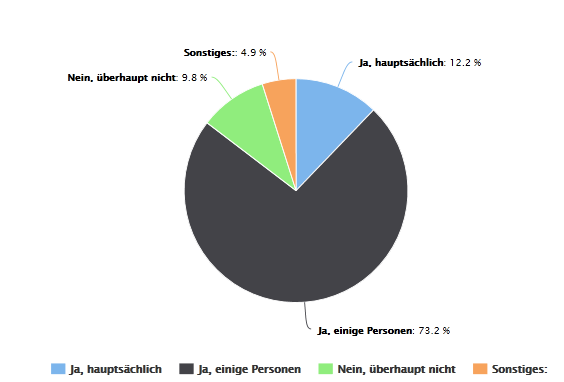 Sonstiges:: 4.9 %
Ja, hauptsächlich: 12.2 %
Nein, überhaupt nicht: 9.8 %
Ja, einige Personen: 73.2 %
Ja, hauptsächlich Ja, einige Personen Nein, überhaupt nicht Sonstiges: